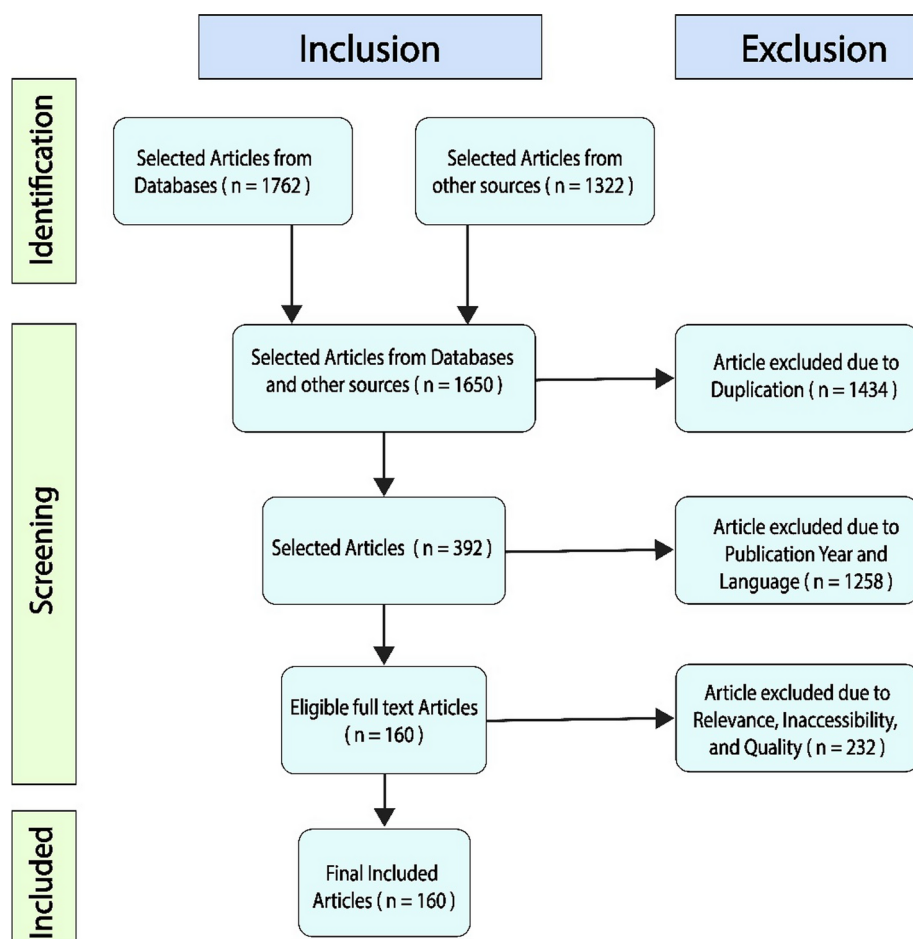 Inclusion
Exclusion
Identification
Selected Articles from
Databases ( n = 1762 )
Selected Articles from
other sources ( n = 1322 )
Screening
Selected Articles from Databases
and other sources ( n = 1650 )
Article excluded due to
Duplication ( n = 1434 )
Selected Articles ( n = 392 )
Article excluded due to
Publication Year and
Language ( n = 1258 )
Eligible full text Articles
( n = 160 )
Article excluded due to
Relevance, Inaccessibility,
and Quality ( n = 232 )
Included
Final Included
Articles ( n = 160 )